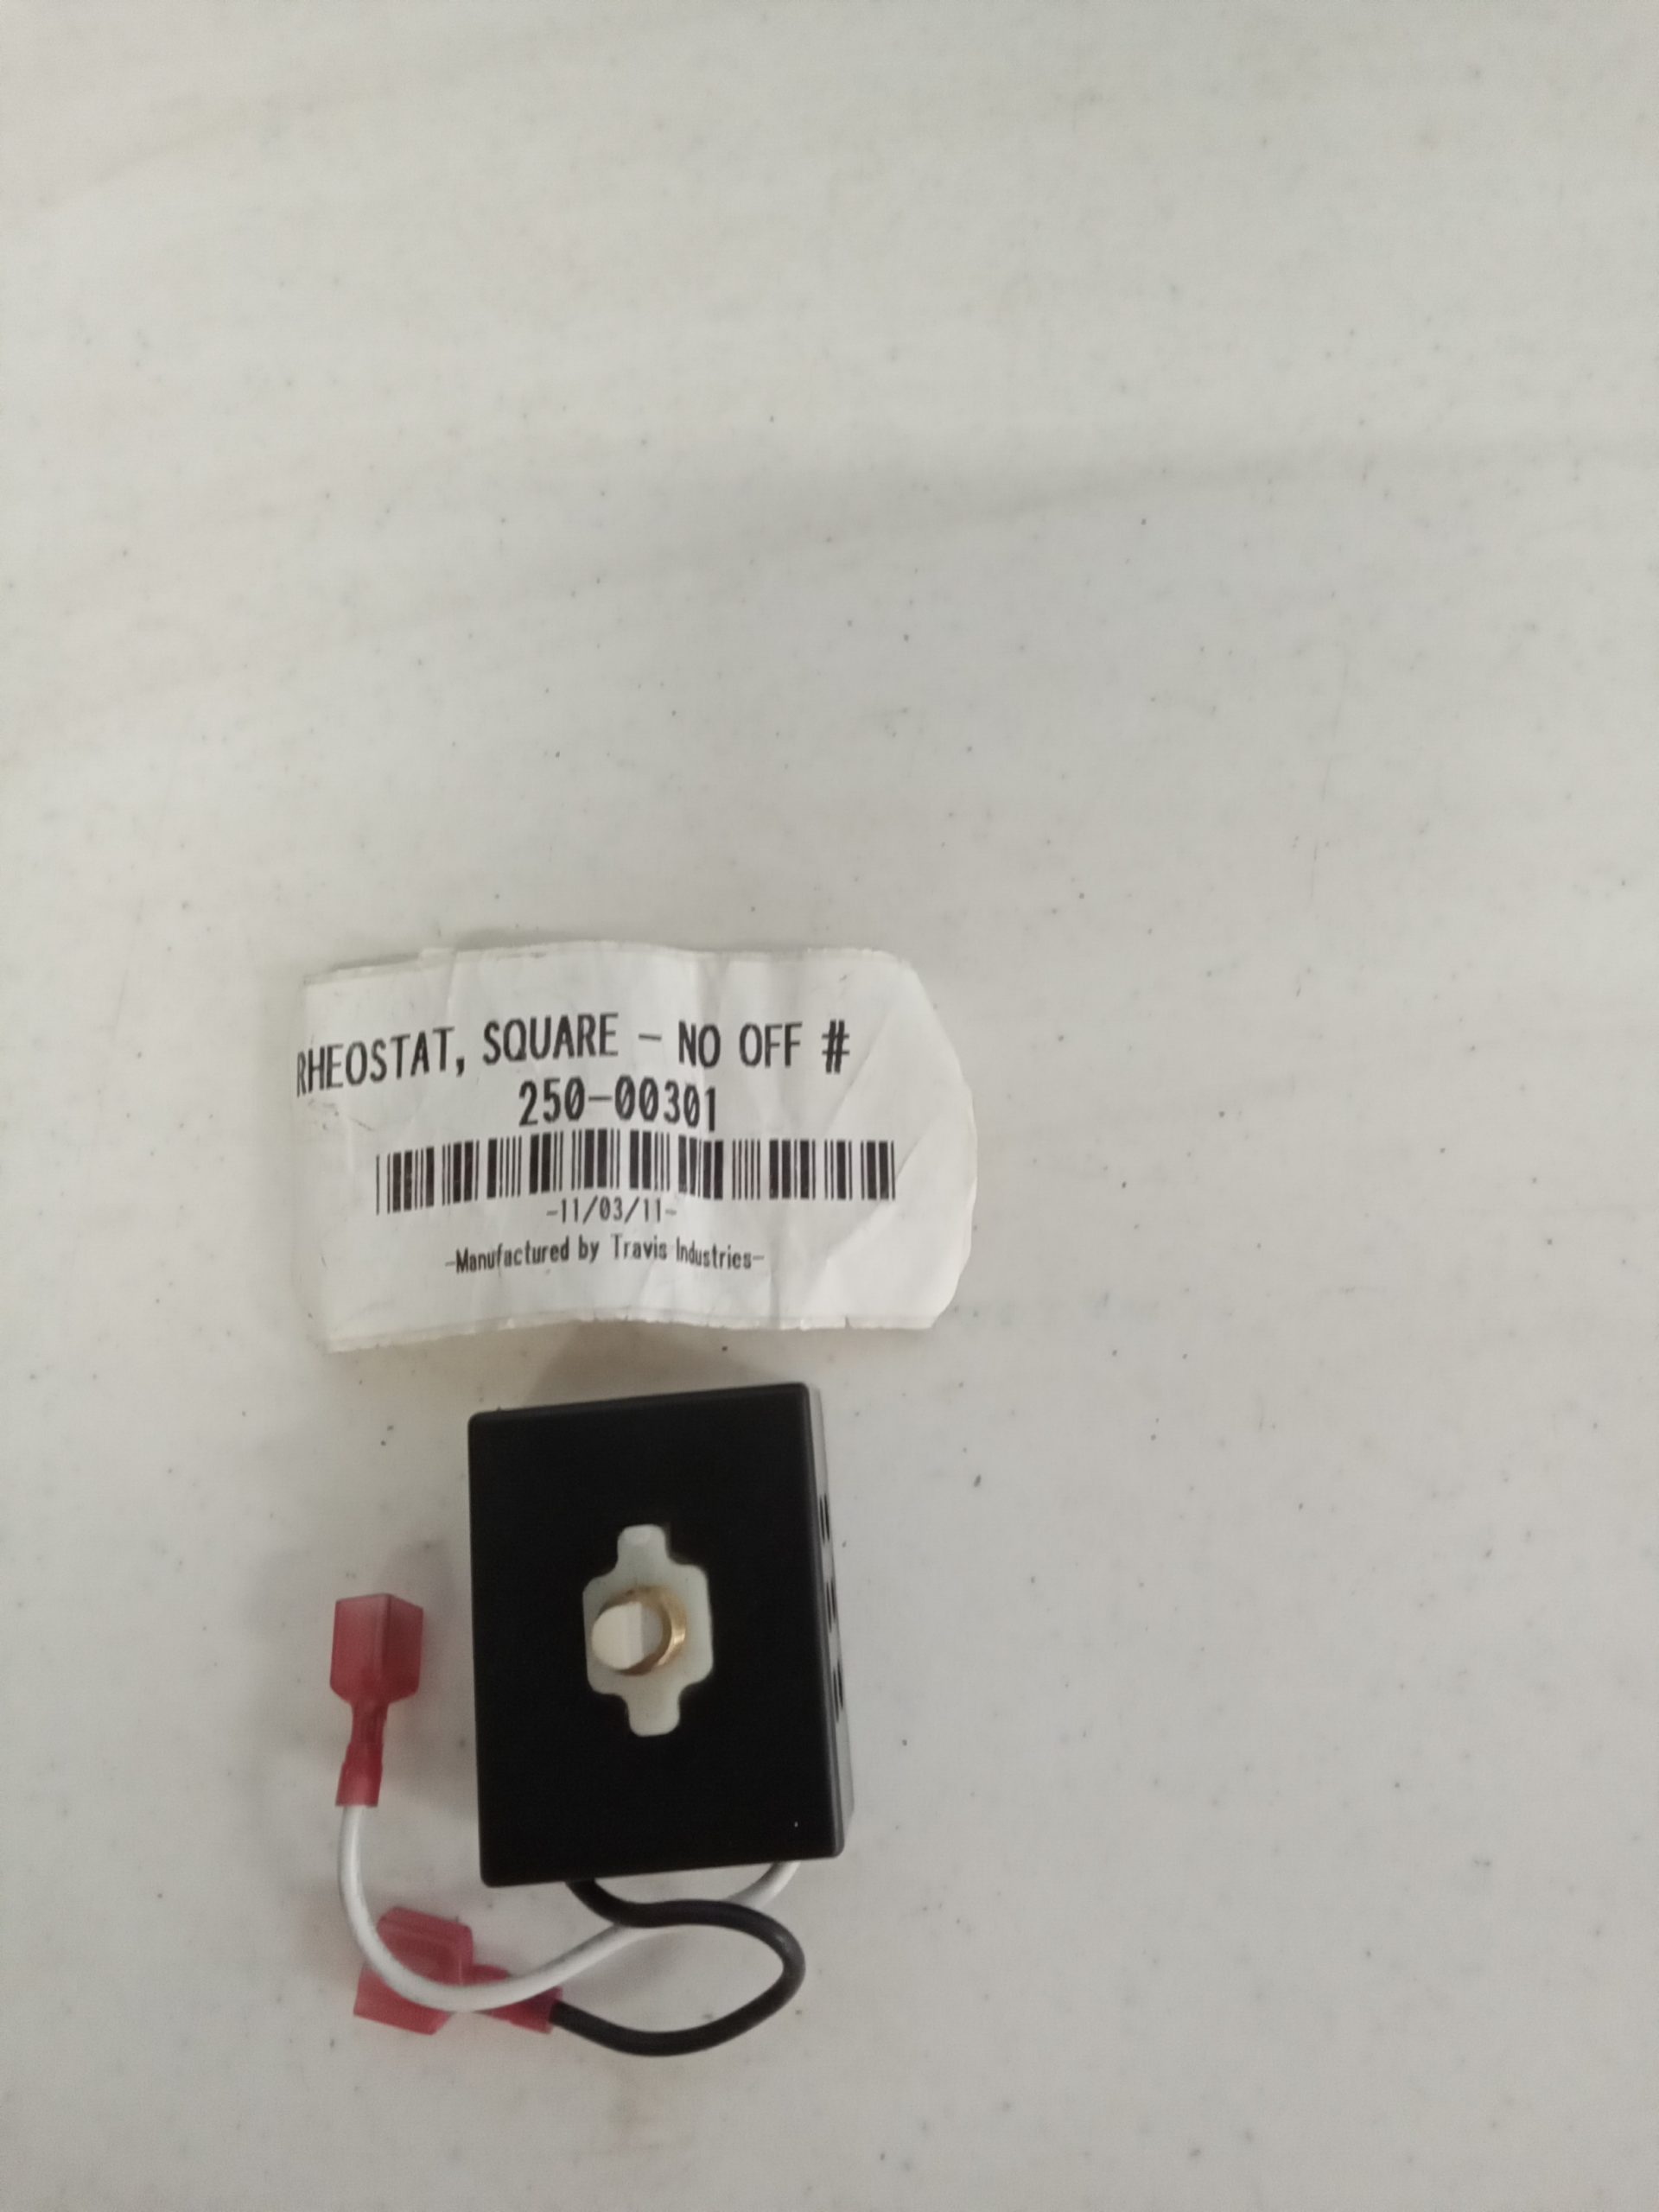 RHEOSTAT, SQUARE - NO OFF #
250-00301
-11/03/11-
-Manufactured by Travis Industries-